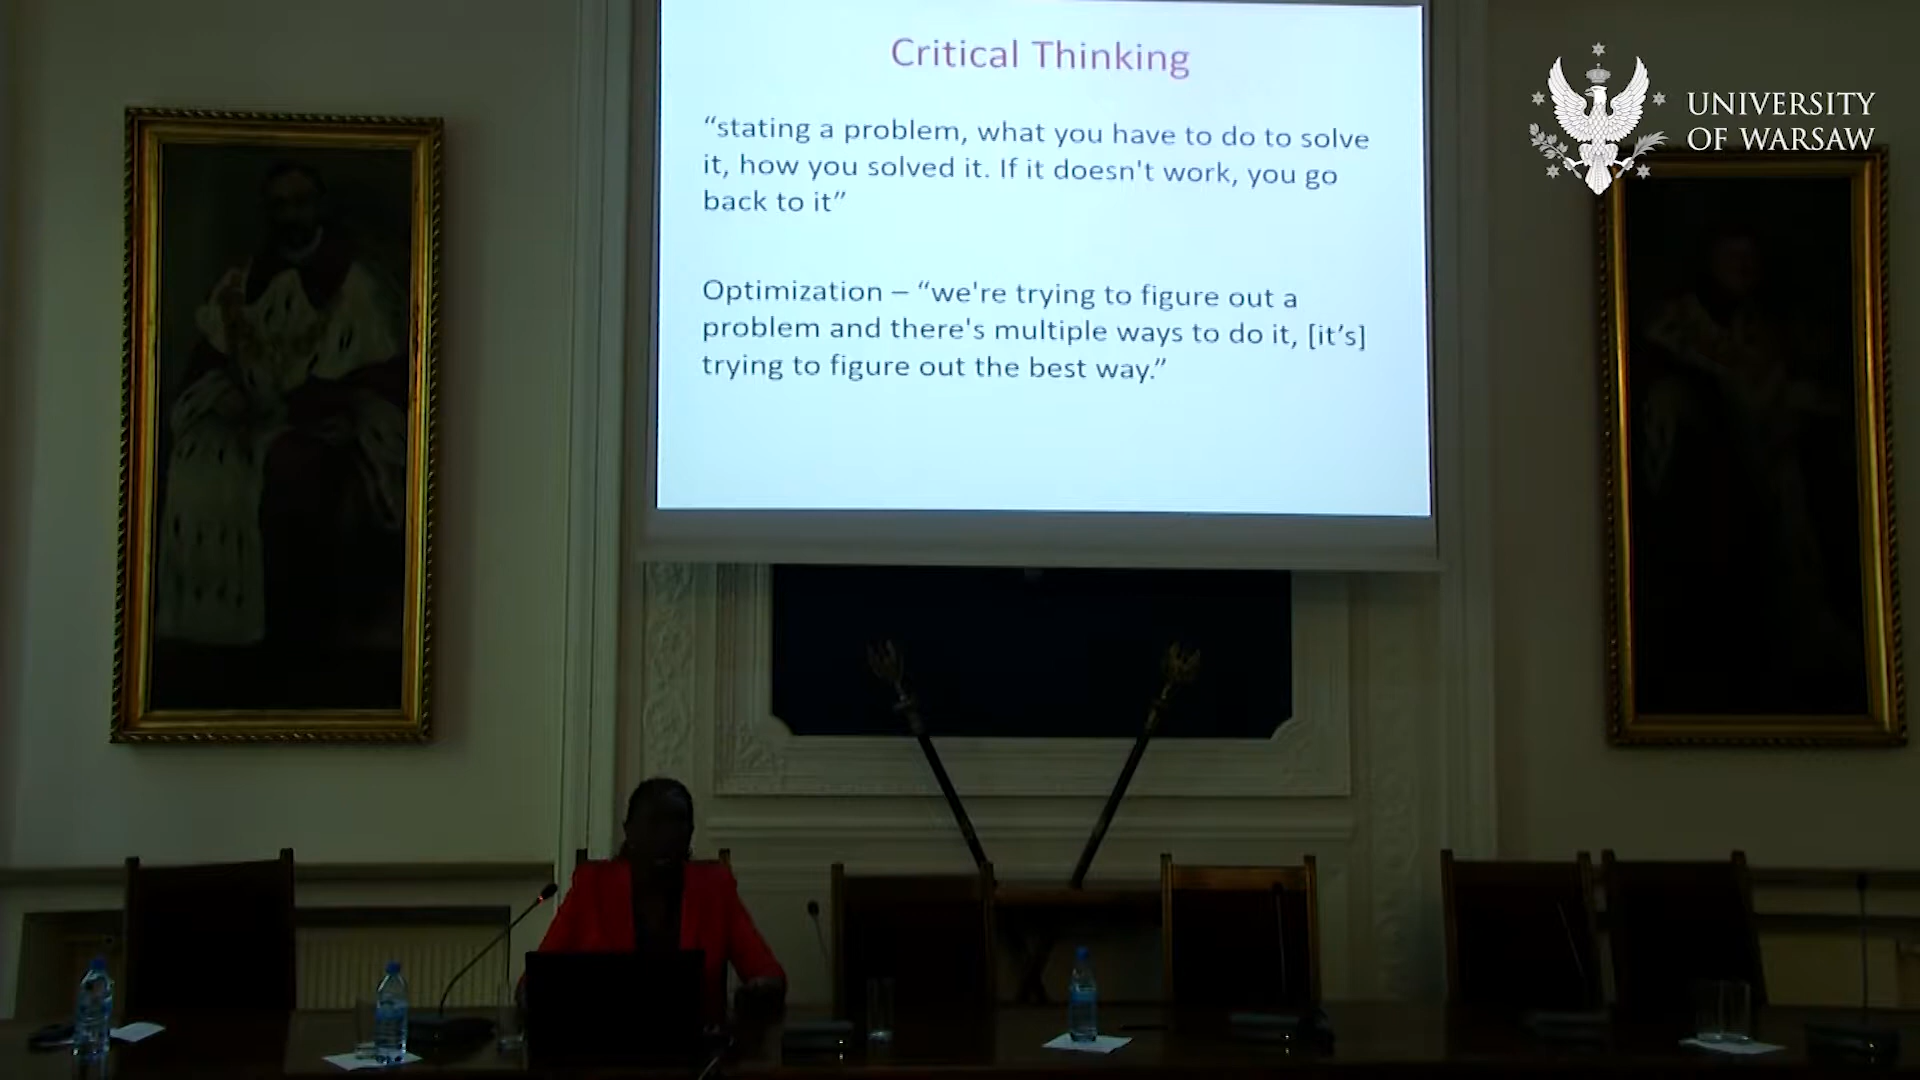 Critical Thinking
“stating a problem, what you have to do to solve
it, how you solved it. If it doesn't work, you go
back to it”
Optimization – “we're trying to figure out a
problem and there's multiple ways to do it, [it’s]
trying to figure out the best way.”
UNIVERSITY
OF WARSAW